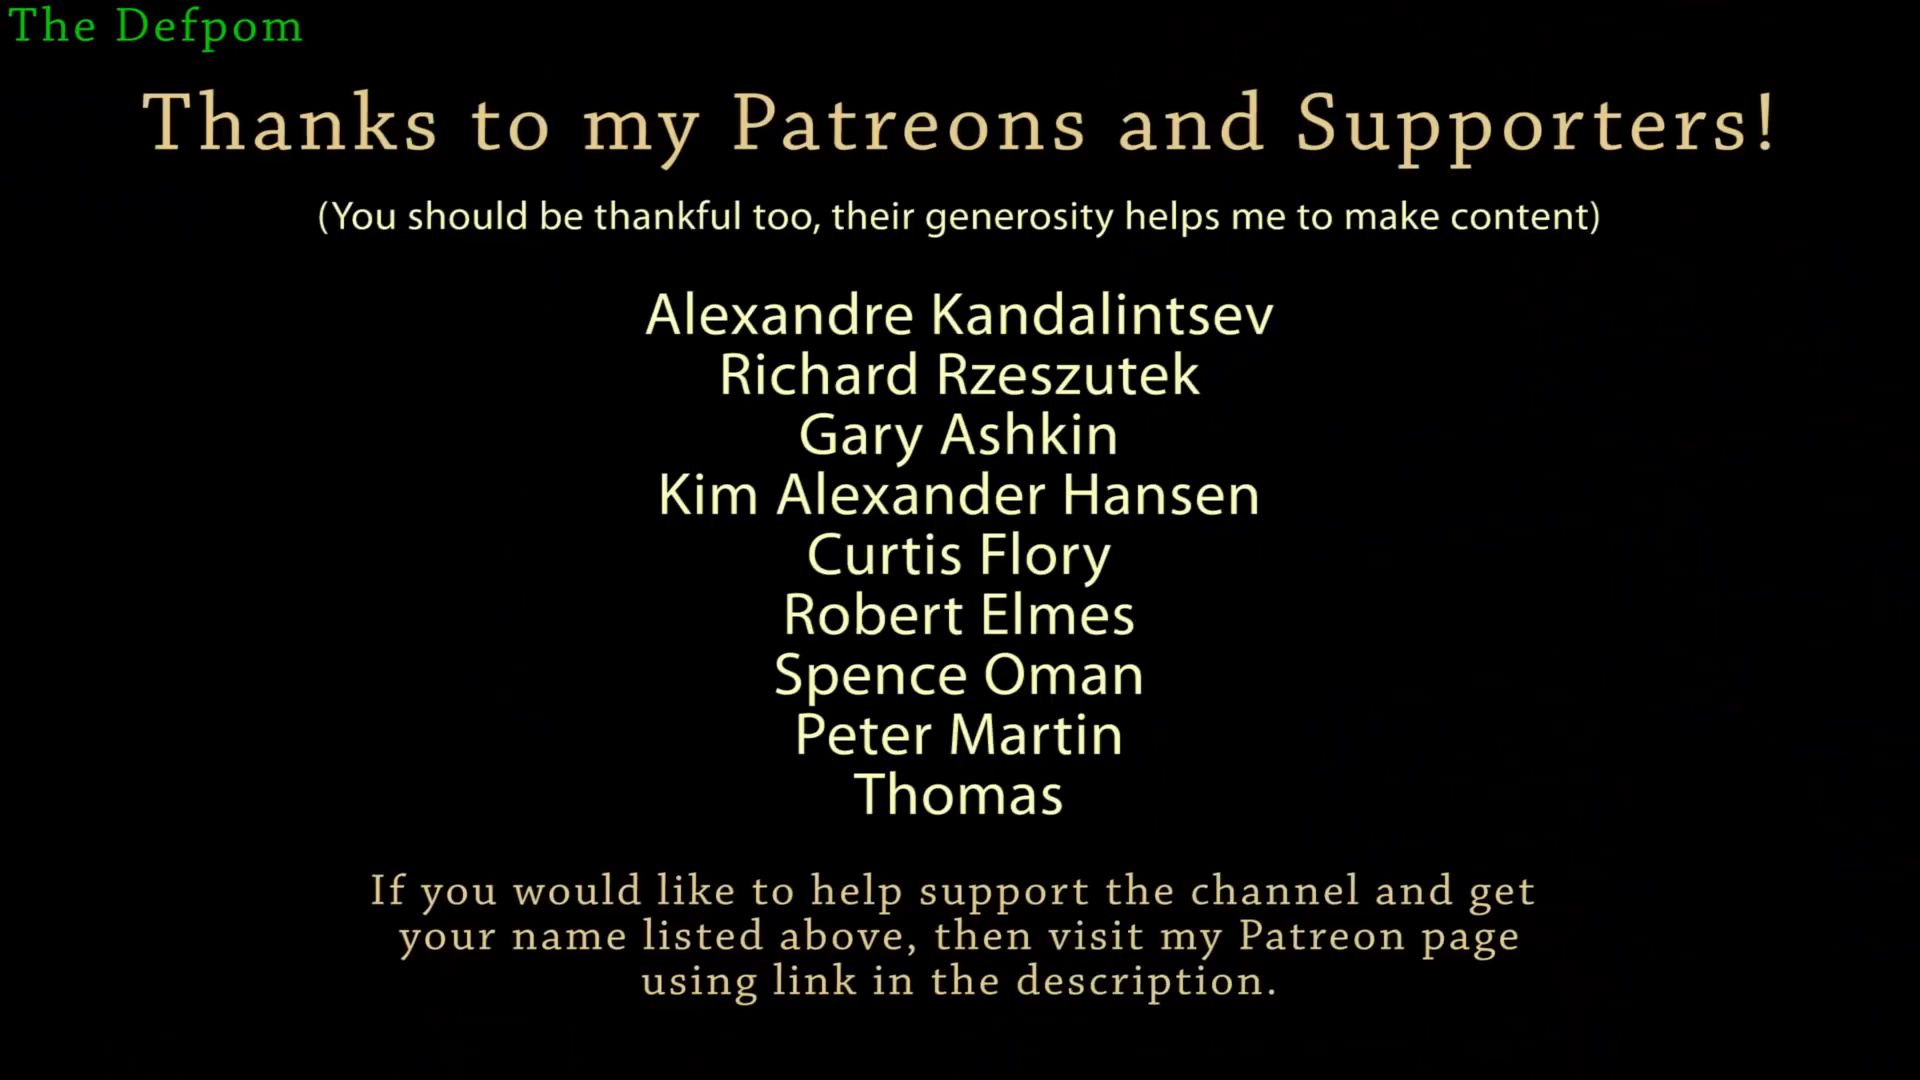 The Defpom
Thanks to my Patreons and Supporters!
(You should be thankful too, their generosity helps me to make content)
Alexandre Kandalintsev
Richard Rzeszutek
Gary Ashkin
Kim Alexander Hansen
Curtis Flory
Robert Elmes
Spence Oman
Peter Martin
Thomas
If you would like to help support the channel and get
your name listed above, then visit my Patreon page
using link in the description.